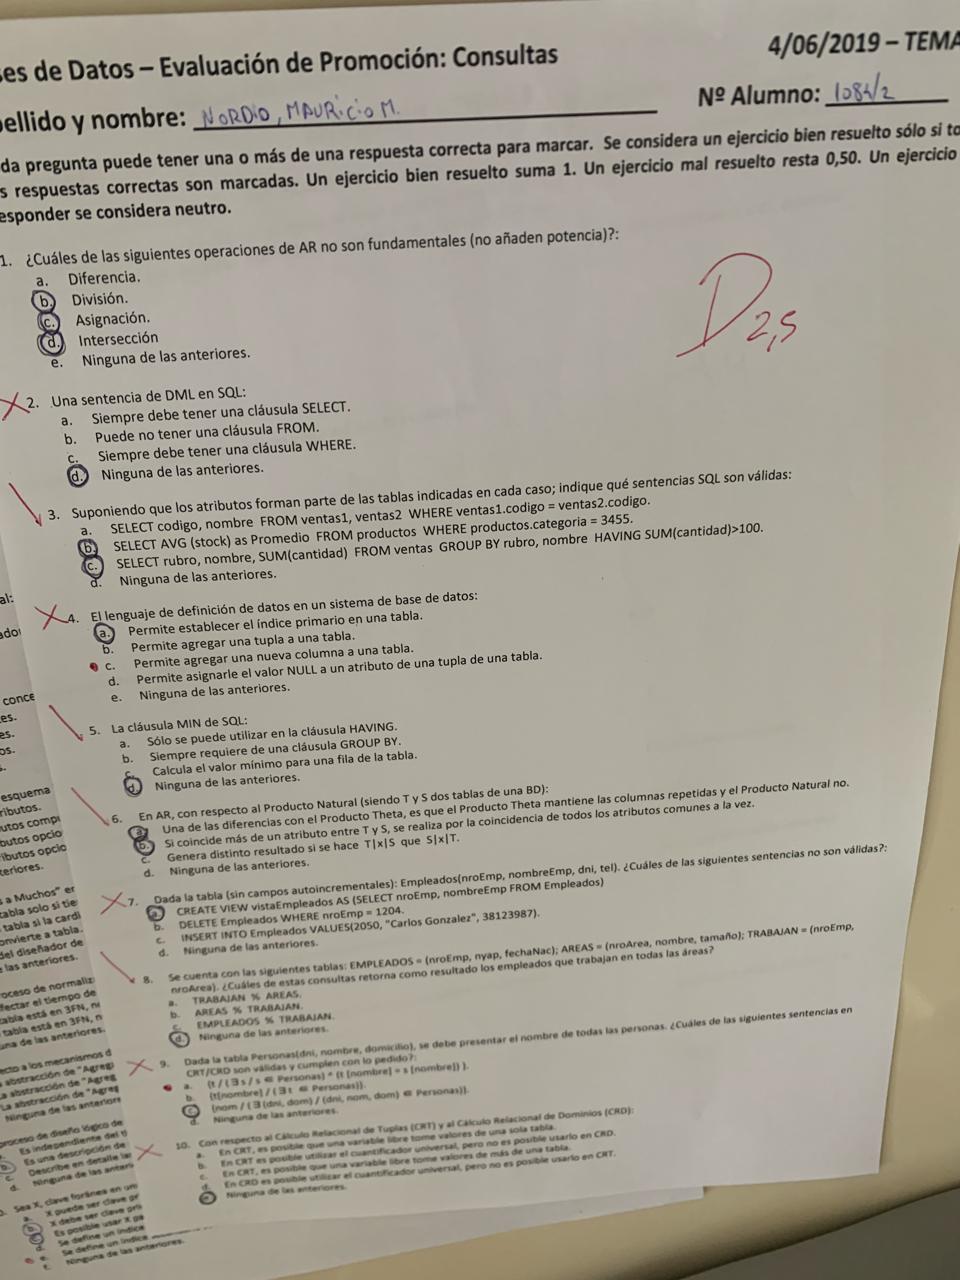 ses de Datos – Evaluación de Promoción: Consultas
4/06/2019 – TEMA
pellido y nombre: NORDIO, MAURICIO M.
Nº Alumno: 1084/2
da pregunta puede tener una o más de una respuesta correcta para marcar. Se considera un ejercicio bien resuelto sólo si to
s respuestas correctas son marcadas. Un ejercicio bien resuelto suma 1. Un ejercicio mal resuelto resta 0,50. Un ejercicio
esponder se considera neutro.
1. ¿Cuáles de las siguientes operaciones de AR no son fundamentales (no añaden potencia)?:
a. Diferencia.
b. División.
c. Asignación.
d. Intersección
e. Ninguna de las anteriores.
D 2,5
2. Una sentencia de DML en SQL:
a. Siempre debe tener una cláusula SELECT.
b. Puede no tener una cláusula FROM.
c. Siempre debe tener una cláusula WHERE.
d. Ninguna de las anteriores.
3. Suponiendo que los atributos forman parte de las tablas indicadas en cada caso; indique qué sentencias SQL son válidas:
a. SELECT codigo, nombre FROM ventas1, ventas2 WHERE ventas1.codigo = ventas2.codigo.
b. SELECT AVG (stock) as Promedio FROM productos WHERE productos.categoria = 3455.
c. SELECT rubro, nombre, SUM(cantidad) FROM ventas GROUP BY rubro, nombre HAVING SUM(cantidad)>100.
d. Ninguna de las anteriores.
4. El lenguaje de definición de datos en un sistema de base de datos:
a. Permite establecer el índice primario en una tabla.
b. Permite agregar una tupla a una tabla.
c. Permite agregar una nueva columna a una tabla.
d. Permite asignarle el valor NULL a un atributo de una tupla de una tabla.
e. Ninguna de las anteriores.
5. La cláusula MIN de SQL:
a. Sólo se puede utilizar en la cláusula HAVING.
b. Siempre requiere de una cláusula GROUP BY.
c. Calcula el valor mínimo para una fila de la tabla.
d. Ninguna de las anteriores.
6. En AR, con respecto al Producto Natural (siendo T y S dos tablas de una BD):
a. Una de las diferencias con el Producto Theta, es que el Producto Theta mantiene las columnas repetidas y el Producto Natural no.
b. Si coincide más de un atributo entre T y S, se realiza por la coincidencia de todos los atributos comunes a la vez.
c. Genera distinto resultado si se hace T|x|S que S|x|T.
d. Ninguna de las anteriores.
7. Dada la tabla (sin campos autoincrementales): Empleados(nroEmp, nombreEmp, dni, tel). ¿Cuáles de las siguientes sentencias no son válidas?:
a. CREATE VIEW vistaEmpleados AS (SELECT nroEmp, nombreEmp FROM Empleados)
b. DELETE Empleados WHERE nroEmp = 1204.
c. INSERT INTO Empleados VALUES(2050, "Carlos Gonzalez", 38123987).
d. Ninguna de las anteriores.
8. Se cuenta con las siguientes tablas: EMPLEADOS = (nroEmp, nyap, fechaNac); AREAS = (nroArea, nombre, tamaño); TRABAJAN = (nroEmp,
nroArea). ¿Cuáles de estas consultas retorna como resultado los empleados que trabajan en todas las áreas?
a. TRABAJAN % AREAS.
b. AREAS % TRABAJAN.
c. EMPLEADOS % TRABAJAN.
d. Ninguna de las anteriores.
9. Dada la tabla Personas(dni, nombre, domicilio), se debe presentar el nombre de todas las personas. ¿Cuáles de las siguientes sentencias en
CRT/CRD son válidas y cumplen con lo pedido?:
a. {t / (∃ s / s ∈ Personas) ^ (t [nombre] = s [nombre]) }.
b. {t[nombre] / (∃ t ∈ Personas)}.
c. {nom / (∃ (dni, dom) / (dni, nom, dom) ∈ Personas)}.
d. Ninguna de las anteriores.
10. Con respecto al Cálculo Relacional de Tuplas (CRT) y al Cálculo Relacional de Dominios (CRD):
a. En CRT, es posible que una variable libre tome valores de una sola tabla.
b. En CRT es posible utilizar el cuantificador universal, pero no es posible usarlo en CRD.
c. En CRT, es posible que una variable libre tome valores de más de una tabla.
d. En CRD es posible utilizar el cuantificador universal, pero no es posible usarlo en CRT.
e. Ninguna de las anteriores.
al:
ador
conce
es.
es.
os.
esquema
ributos.
utos comp
butos opcio
ibutos opcio
teriores.
s a Muchos" er
tabla solo si tie
tabla si la cardi
onvierte a tabla.
del diseñador de
e las anteriores.
roceso de normaliz
fectar el tiempo de
tabla está en 3FN, n
tabla está en 3FN, n
una de las anteriores.
ecto a los mecanismos d
a abstracción de "Agreg
La abstracción de "Agreg
La abstracción de "Agreg
Ninguna de las anteriore
proceso de diseño lógico de
Es independiente del t
b. Es una descripción de
c. Describe en detalle las
d. Ninguna de las anteri
Sea X, clave foránea en un
a. X puede ser clave pr
b. X debe ser clave pri
c. Es posible usar X pa
d. Se define un índice
e. Se define un índice
f. Ninguna de las anteriores.